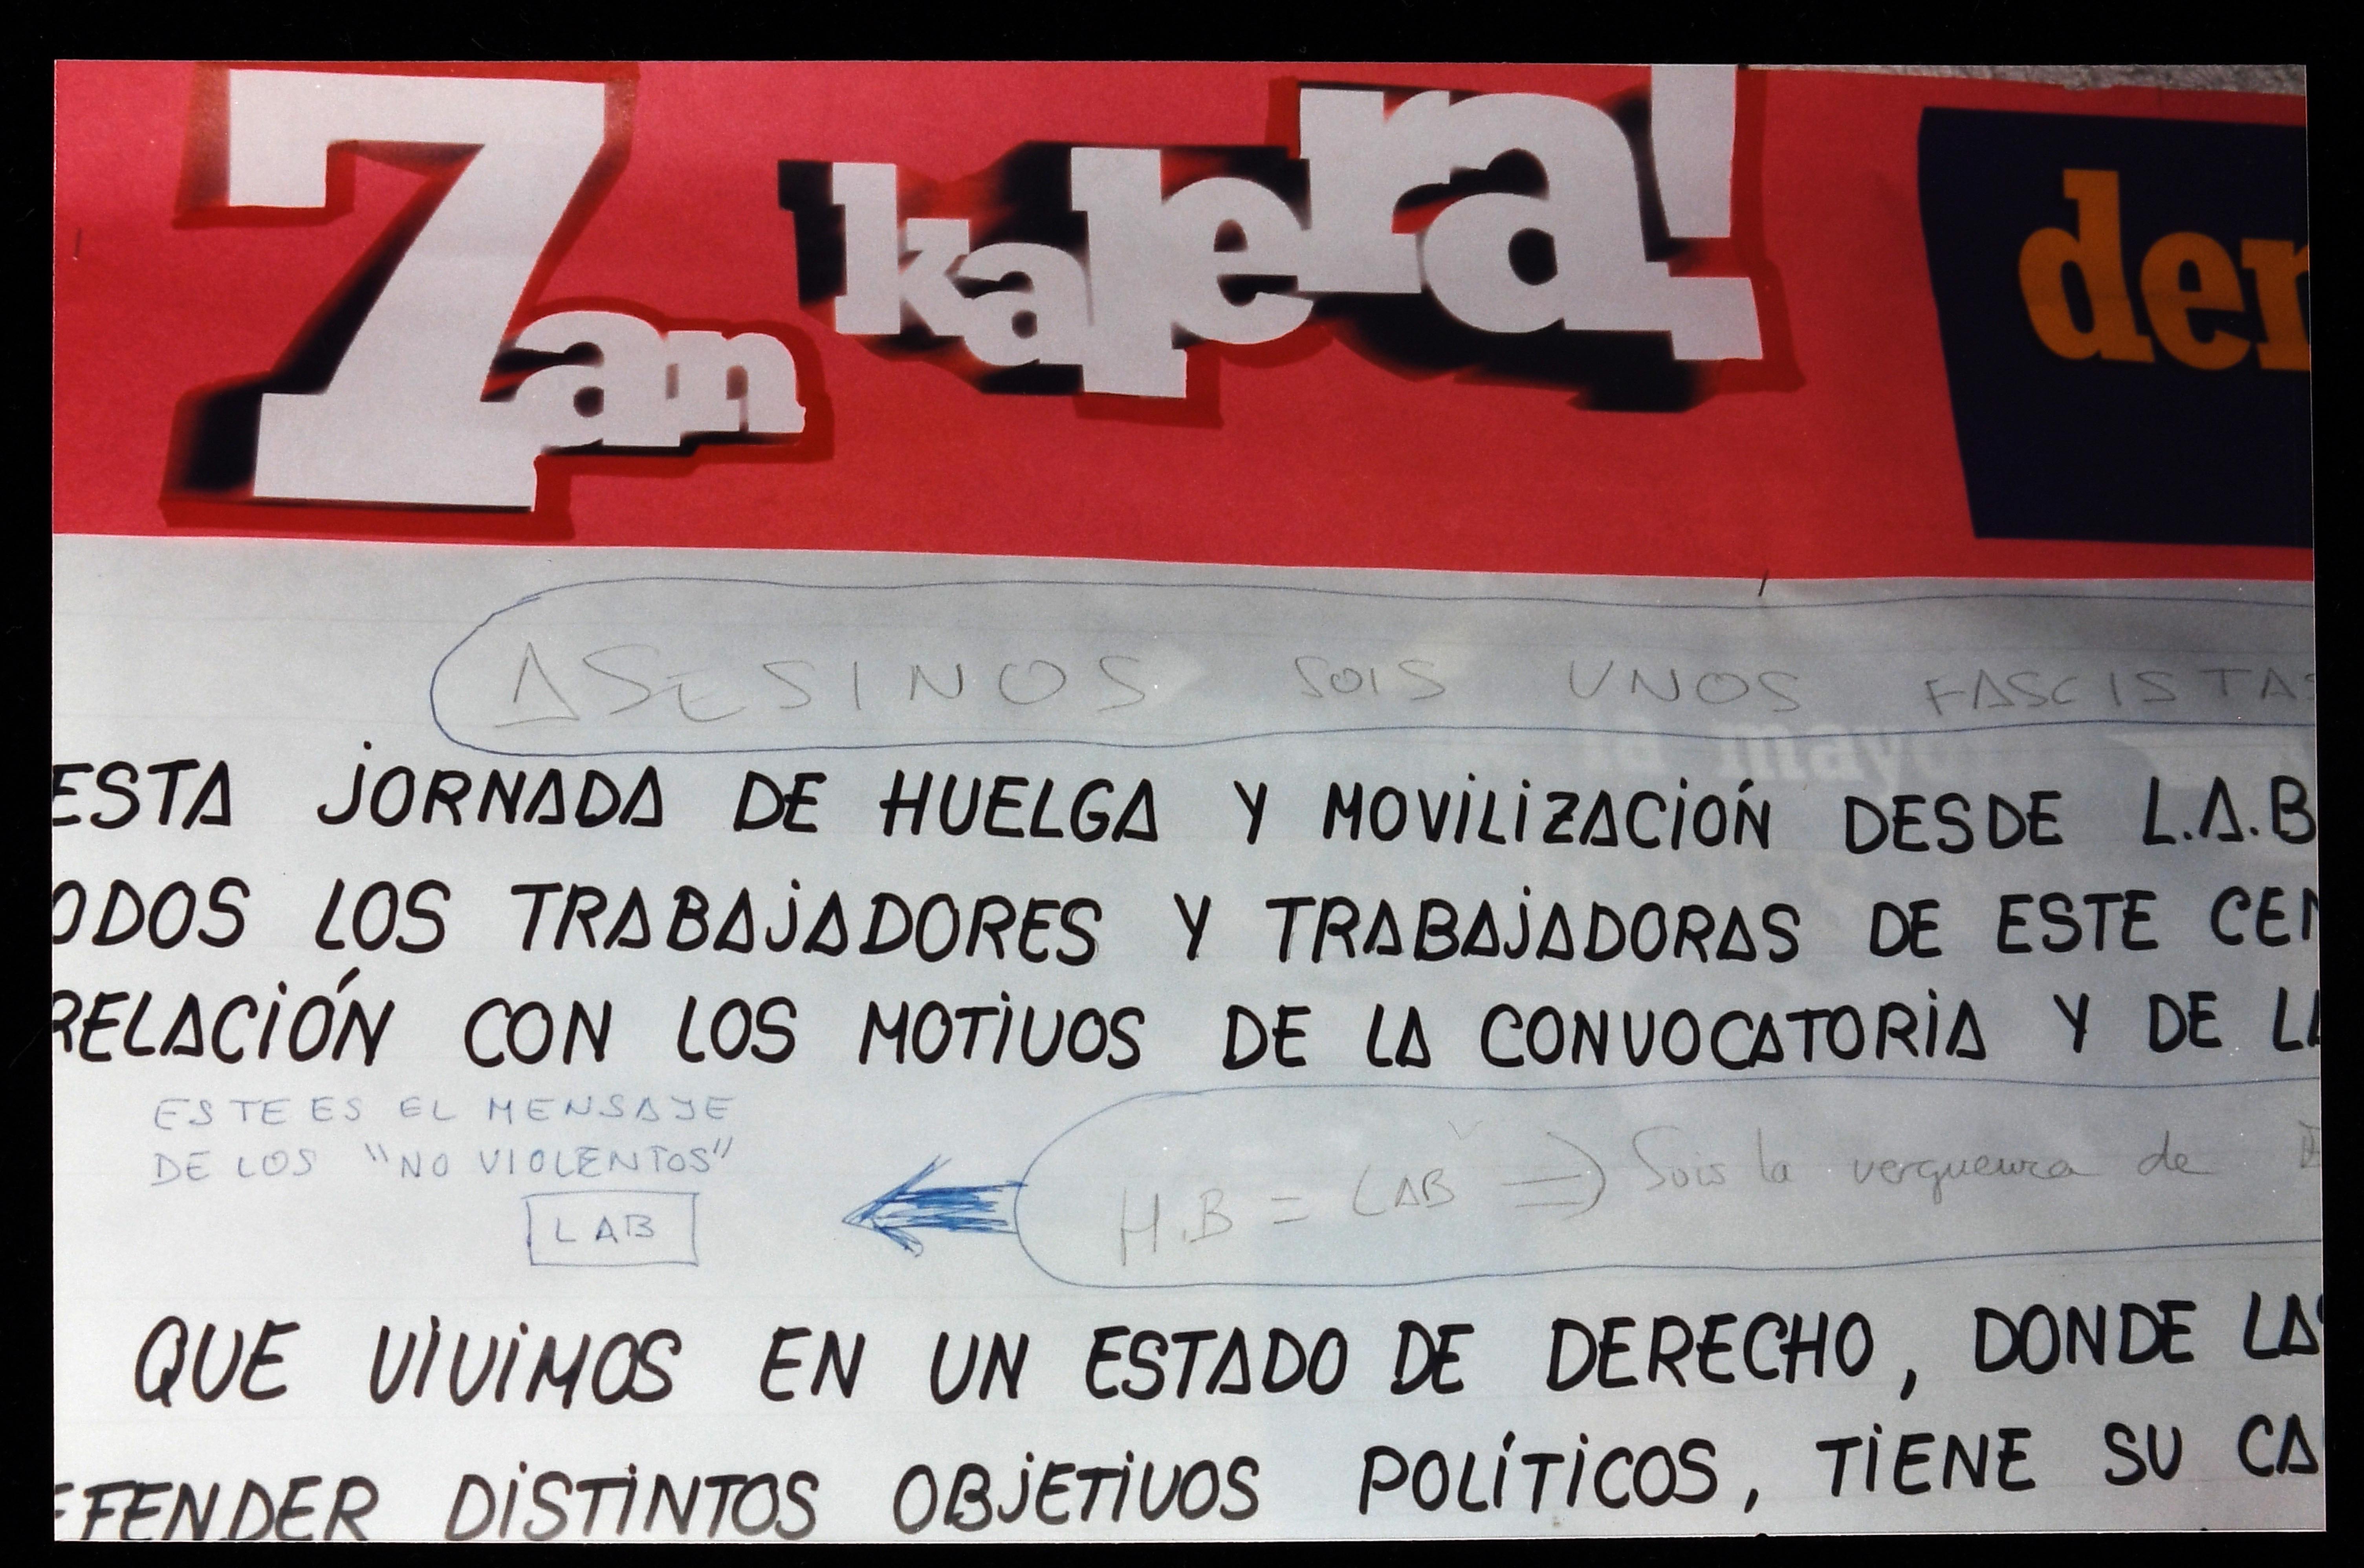 7an kalera!
den
ASESINOS SOIS UNOS FASCISTAS
ESTA JORNADA DE HUELGA Y MOVILIZACIÓN DESDE L.A.B
ODOS LOS TRABAJADORES Y TRABAJADORAS DE ESTE CEN
RELACIÓN CON LOS MOTIVOS DE LA CONVOCATORIA Y DE LA
ESTE ES EL MENSAJE
DE LOS "NO VIOLENTOS"
LAB
H.B = LAB => Sois la verguenza de
QUE VIVIMOS EN UN ESTADO DE DERECHO, DONDE LAS
EFENDER DISTINTOS OBJETIVOS POLÍTICOS, TIENE SU CA